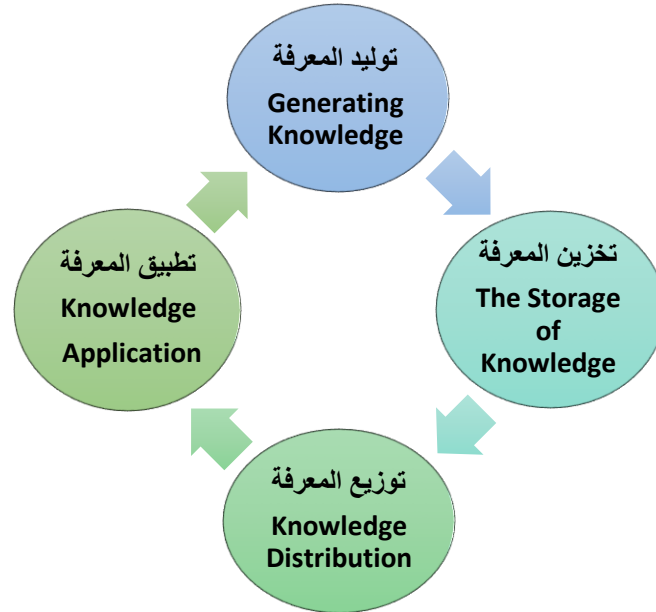 توليد المعرفة
Generating
Knowledge
تخزين المعرفة
The Storage
of
Knowledge
توزيع المعرفة
Knowledge
Distribution
تطبيق المعرفة
Knowledge
Application